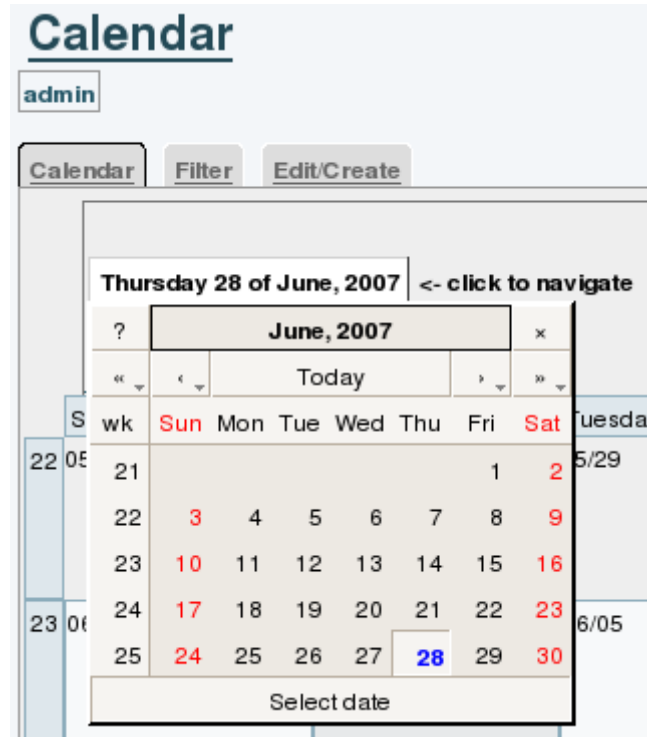 Calendar
admin
Calendar Filter Edit/Create
Thursday 28 of June, 2007 <- click to navigate
? June, 2007 ×
« ‹ Today › »
wk Sun Mon Tue Wed Thu Fri Sat
21 1 2
22 3 4 5 6 7 8 9
23 10 11 12 13 14 15 16
24 17 18 19 20 21 22 23
25 24 25 26 27 28 29 30
Select date
22
5/29
23
6/05